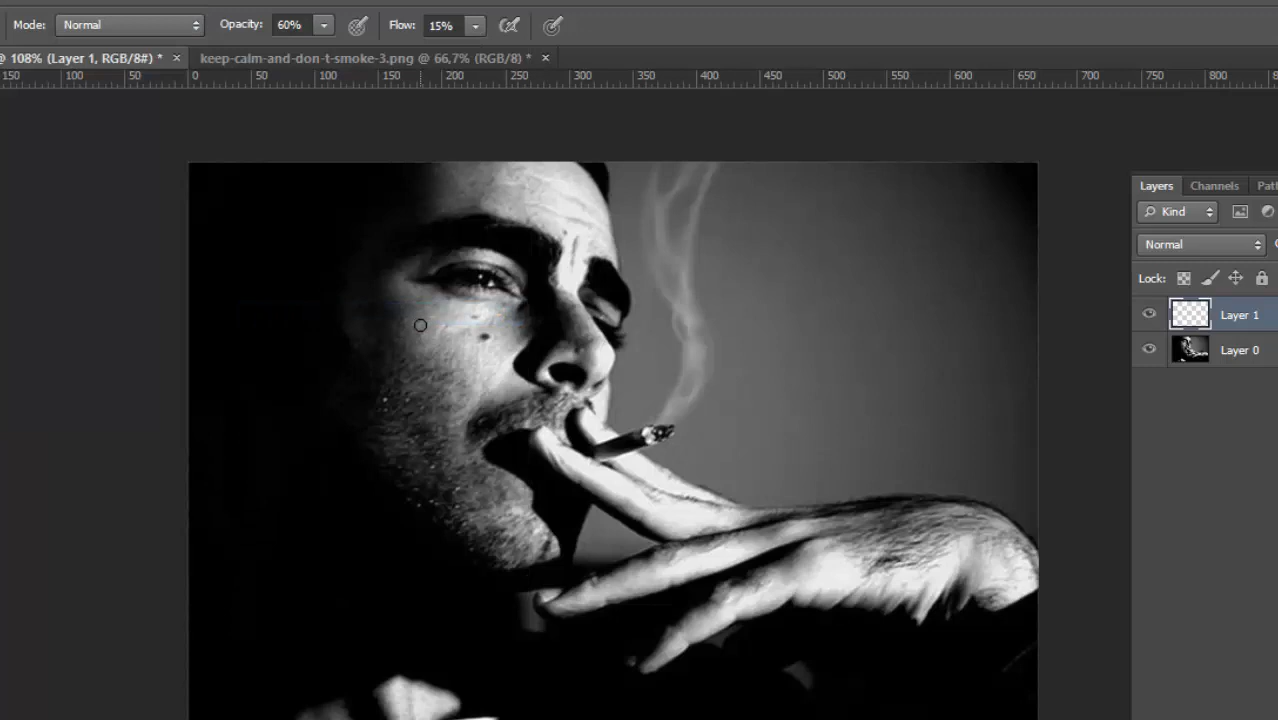 Mode: Normal Opacity: 60% Flow: 15%
@ 108% (Layer 1, RGB/8#) * × keep-calm-and-don-t-smoke-3.png @ 66,7% (RGB/8) * ×
150 100 50 0 50 100 150 200 250 300 350 400 450 500 550 600 650 700 750 800
Layers Channels
Kind
Normal
Lock:
Layer 1
Layer 0